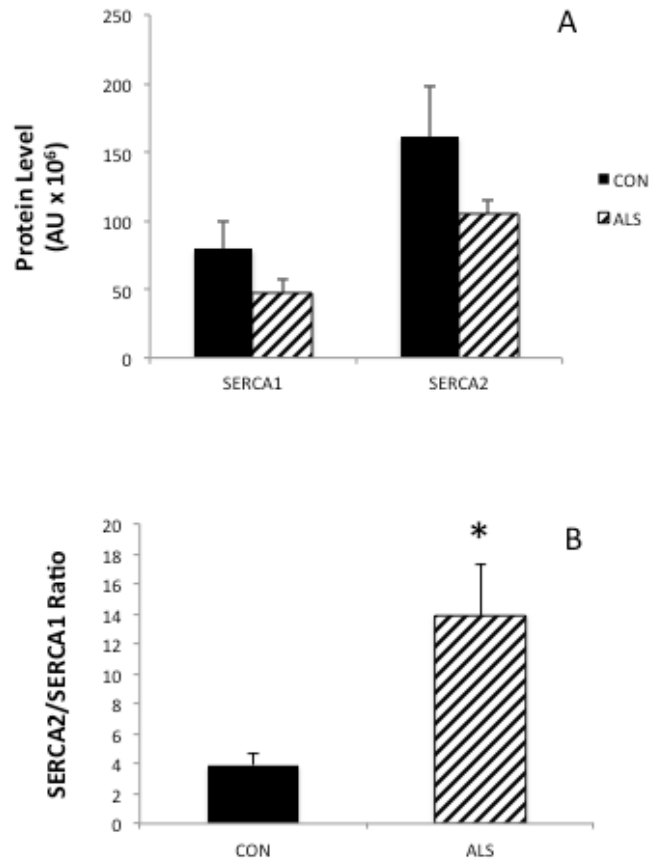 A
250
200
150
100
50
0
Protein Level
(AU x 10⁶)
SERCA1 SERCA2
CON
ALS
B
*
20
18
16
14
12
10
8
6
4
2
0
SERCA2/SERCA1 Ratio
CON ALS